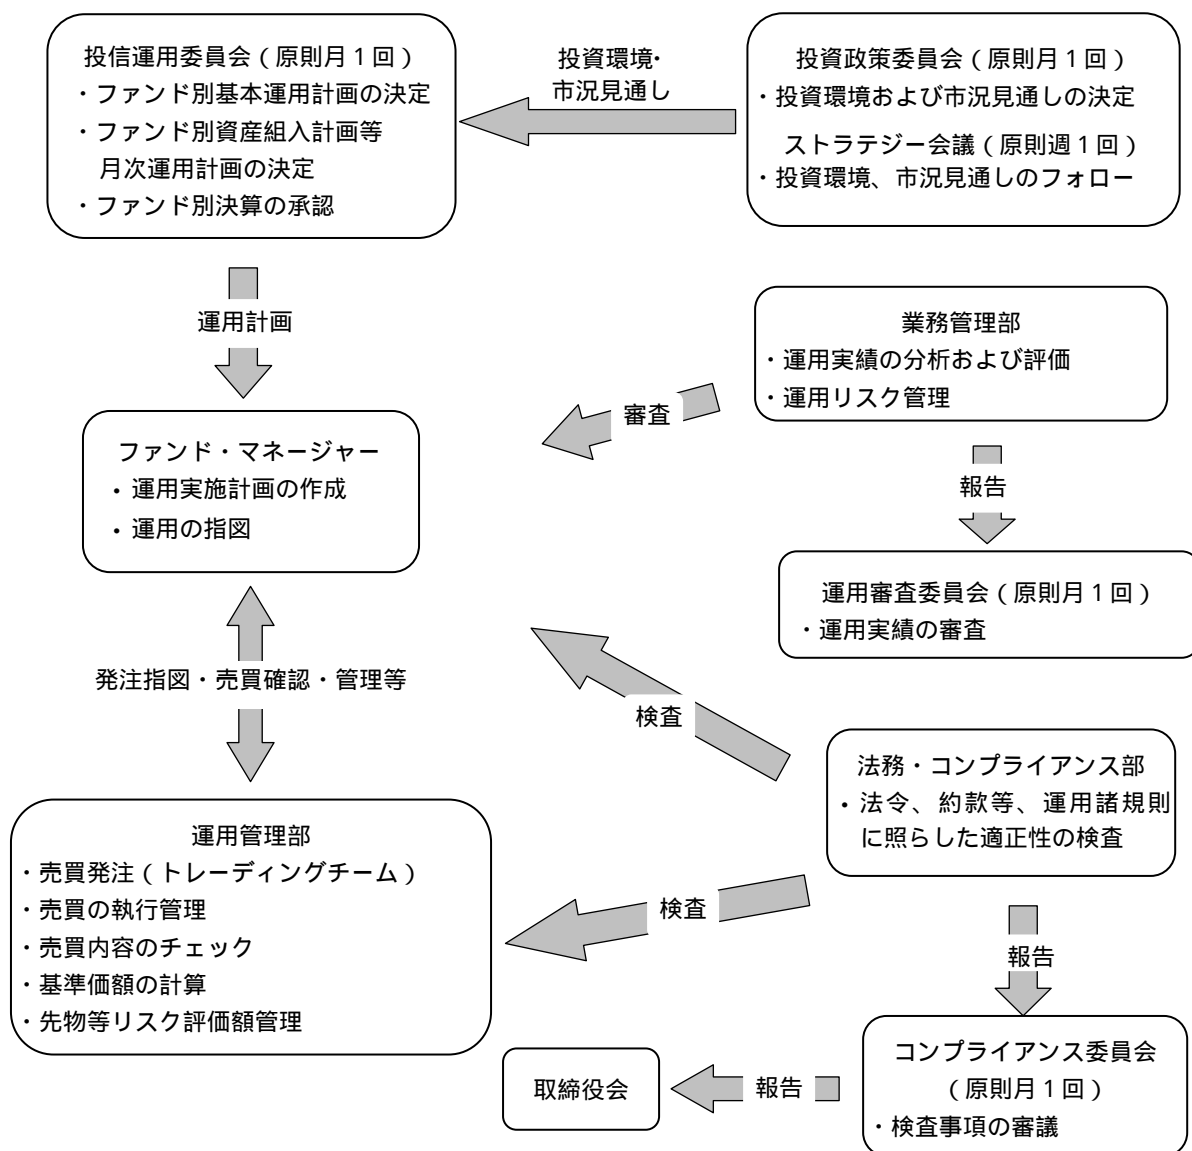 投信運用委員会(原則月1回)
・ファンド別基本運用計画の決定
・ファンド別資産組入計画等
月次運用計画の決定
・ファンド別決算の承認
投資環境・
市況見通し
投資政策委員会(原則月1回)
・投資環境および市況見通しの決定
ストラテジー会議(原則週1回)
・投資環境、市況見通しのフォロー
運用計画
業務管理部
・運用実績の分析および評価
・運用リスク管理
審査
ファンド・マネージャー
・運用実施計画の作成
・運用の指図
報告
運用審査委員会(原則月1回)
・運用実績の審査
発注指図・売買確認・管理等
検査
法務・コンプライアンス部
・法令、約款等、運用諸規則
に照らした適正性の検査
運用管理部
・売買発注(トレーディングチーム)
・売買の執行管理
・売買内容のチェック
・基準価額の計算
・先物等リスク評価額管理
検査
報告
コンプライアンス委員会
(原則月1回)
・検査事項の審議
報告
取締役会